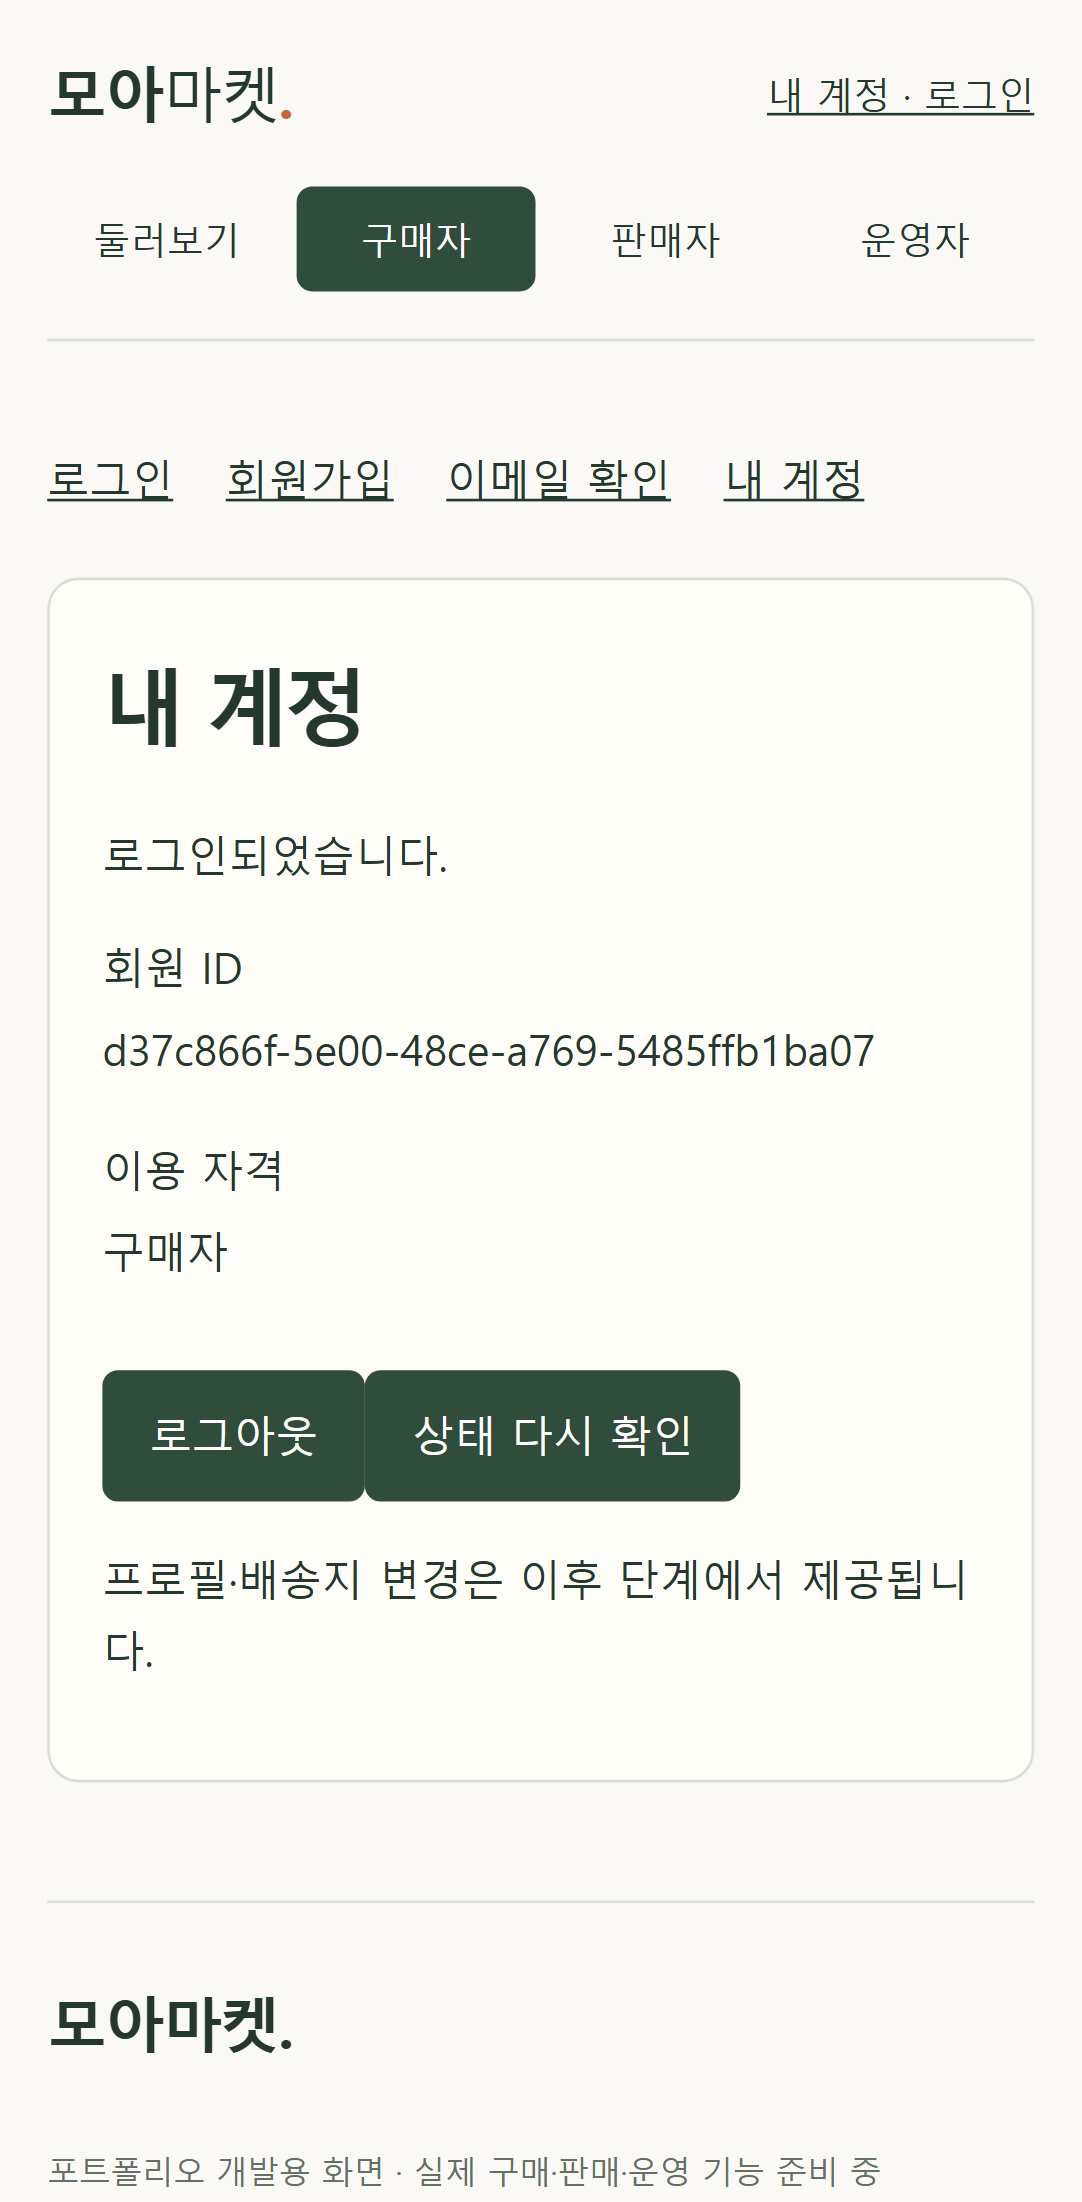 모아마켓.
내 계정 · 로그인
둘러보기 구매자 판매자 운영자
로그인 회원가입 이메일 확인 내 계정
내 계정
로그인되었습니다.
회원 ID
d37c866f-5e00-48ce-a769-5485ffb1ba07
이용 자격
구매자
로그아웃 상태 다시 확인
프로필·배송지 변경은 이후 단계에서 제공됩니
다.
모아마켓.
포트폴리오 개발용 화면 · 실제 구매·판매·운영 기능 준비 중